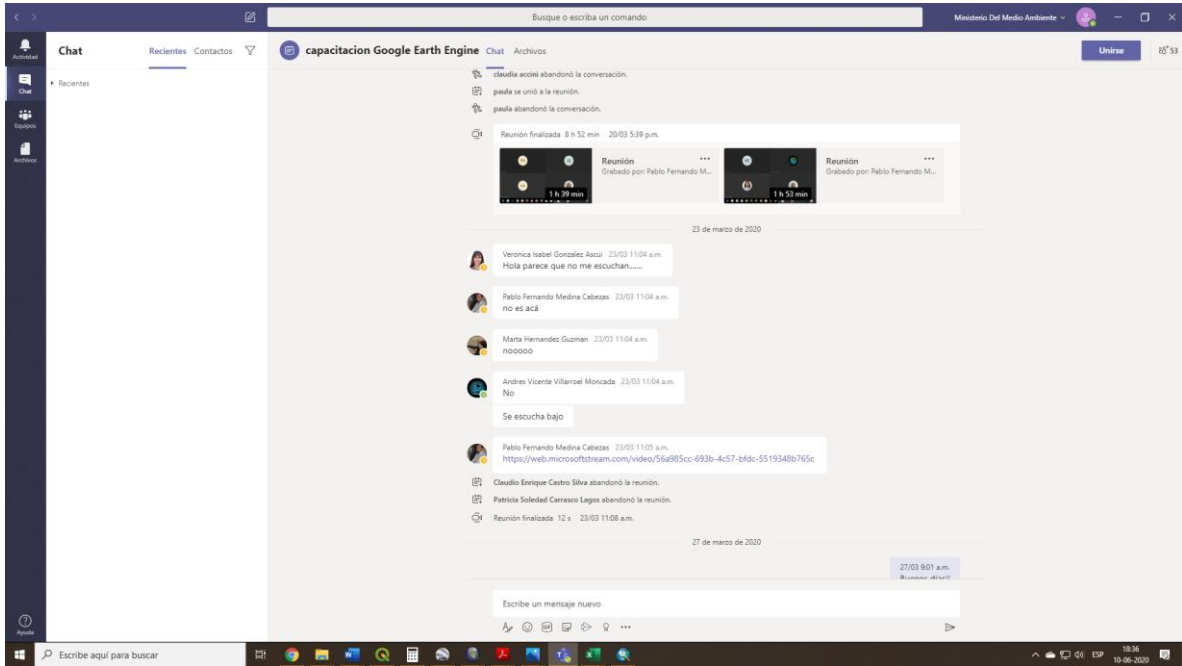 Busque o escriba un comando
Ministerio Del Medio Ambiente
Actividad
Chat
Equipos
Archivos
Ayuda
Chat
Recientes
Contactos
Recientes
capacitacion Google Earth Engine
Chat
Archivos
Unirse
53
claudia accini abandonó la conversación.
paula se unió a la reunión.
paula abandonó la conversación.
Reunión finalizada 8 h 52 min 20/03 5:39 p.m.
1 h 39 min
Reunión
Grabado por: Pablo Fernando M...
1 h 53 min
Reunión
Grabado por: Pablo Fernando M...
23 de marzo de 2020
Veronica Isabel Gonzalez Ascui 23/03 11:04 a.m.
Hola parece que no me escuchan.......
Pablo Fernando Medina Cabezas 23/03 11:04 a.m.
no es acá
Marta Hernandez Guzman 23/03 11:04 a.m.
nooooo
Andres Vicente Villarroel Moncada 23/03 11:04 a.m.
No
Se escucha bajo
Pablo Fernando Medina Cabezas 23/03 11:05 a.m.
https://web.microsoftstream.com/video/56a985cc-693b-4c57-bfdc-5519348b765c
Claudio Enrique Castro Silva abandonó la reunión.
Patricia Soledad Carrasco Lagos abandonó la reunión.
Reunión finalizada 12 s 23/03 11:08 a.m.
27 de marzo de 2020
27/03 9:01 a.m.
Buenos días!!
Escribe un mensaje nuevo
GIF
Escribe aquí para buscar
ESP
18:36
10-06-2020